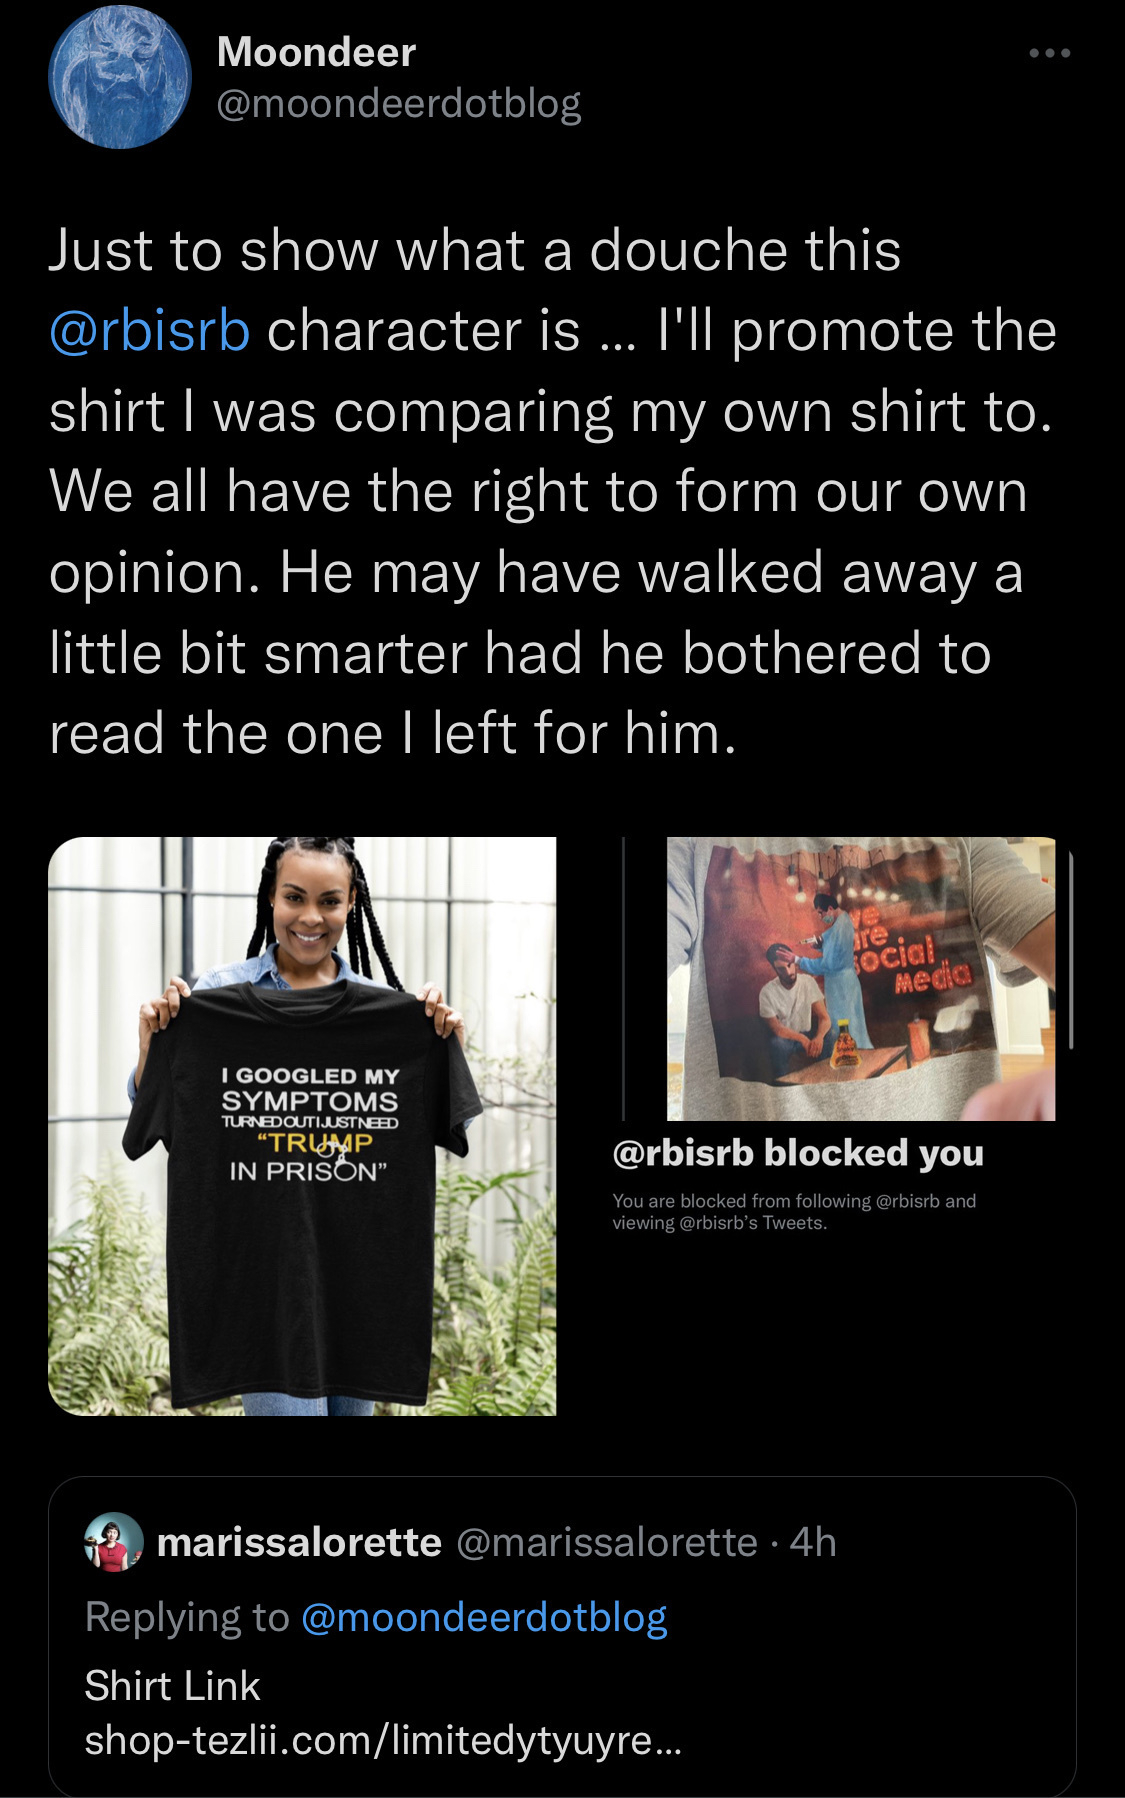 Moondeer
@moondeerdotblog
Just to show what a douche this
@rbisrb character is ... I'll promote the
shirt I was comparing my own shirt to.
We all have the right to form our own
opinion. He may have walked away a
little bit smarter had he bothered to
read the one I left for him.
I GOOGLED MY
SYMPTOMS
TURNED OUT I JUST NEED
“TRUMP
IN PRISON”
we
are
social
media
@rbisrb blocked you
You are blocked from following @rbisrb and
viewing @rbisrb’s Tweets.
marissalorette @marissalorette · 4h
Replying to @moondeerdotblog
Shirt Link
shop-tezlii.com/limitedytyuyre...